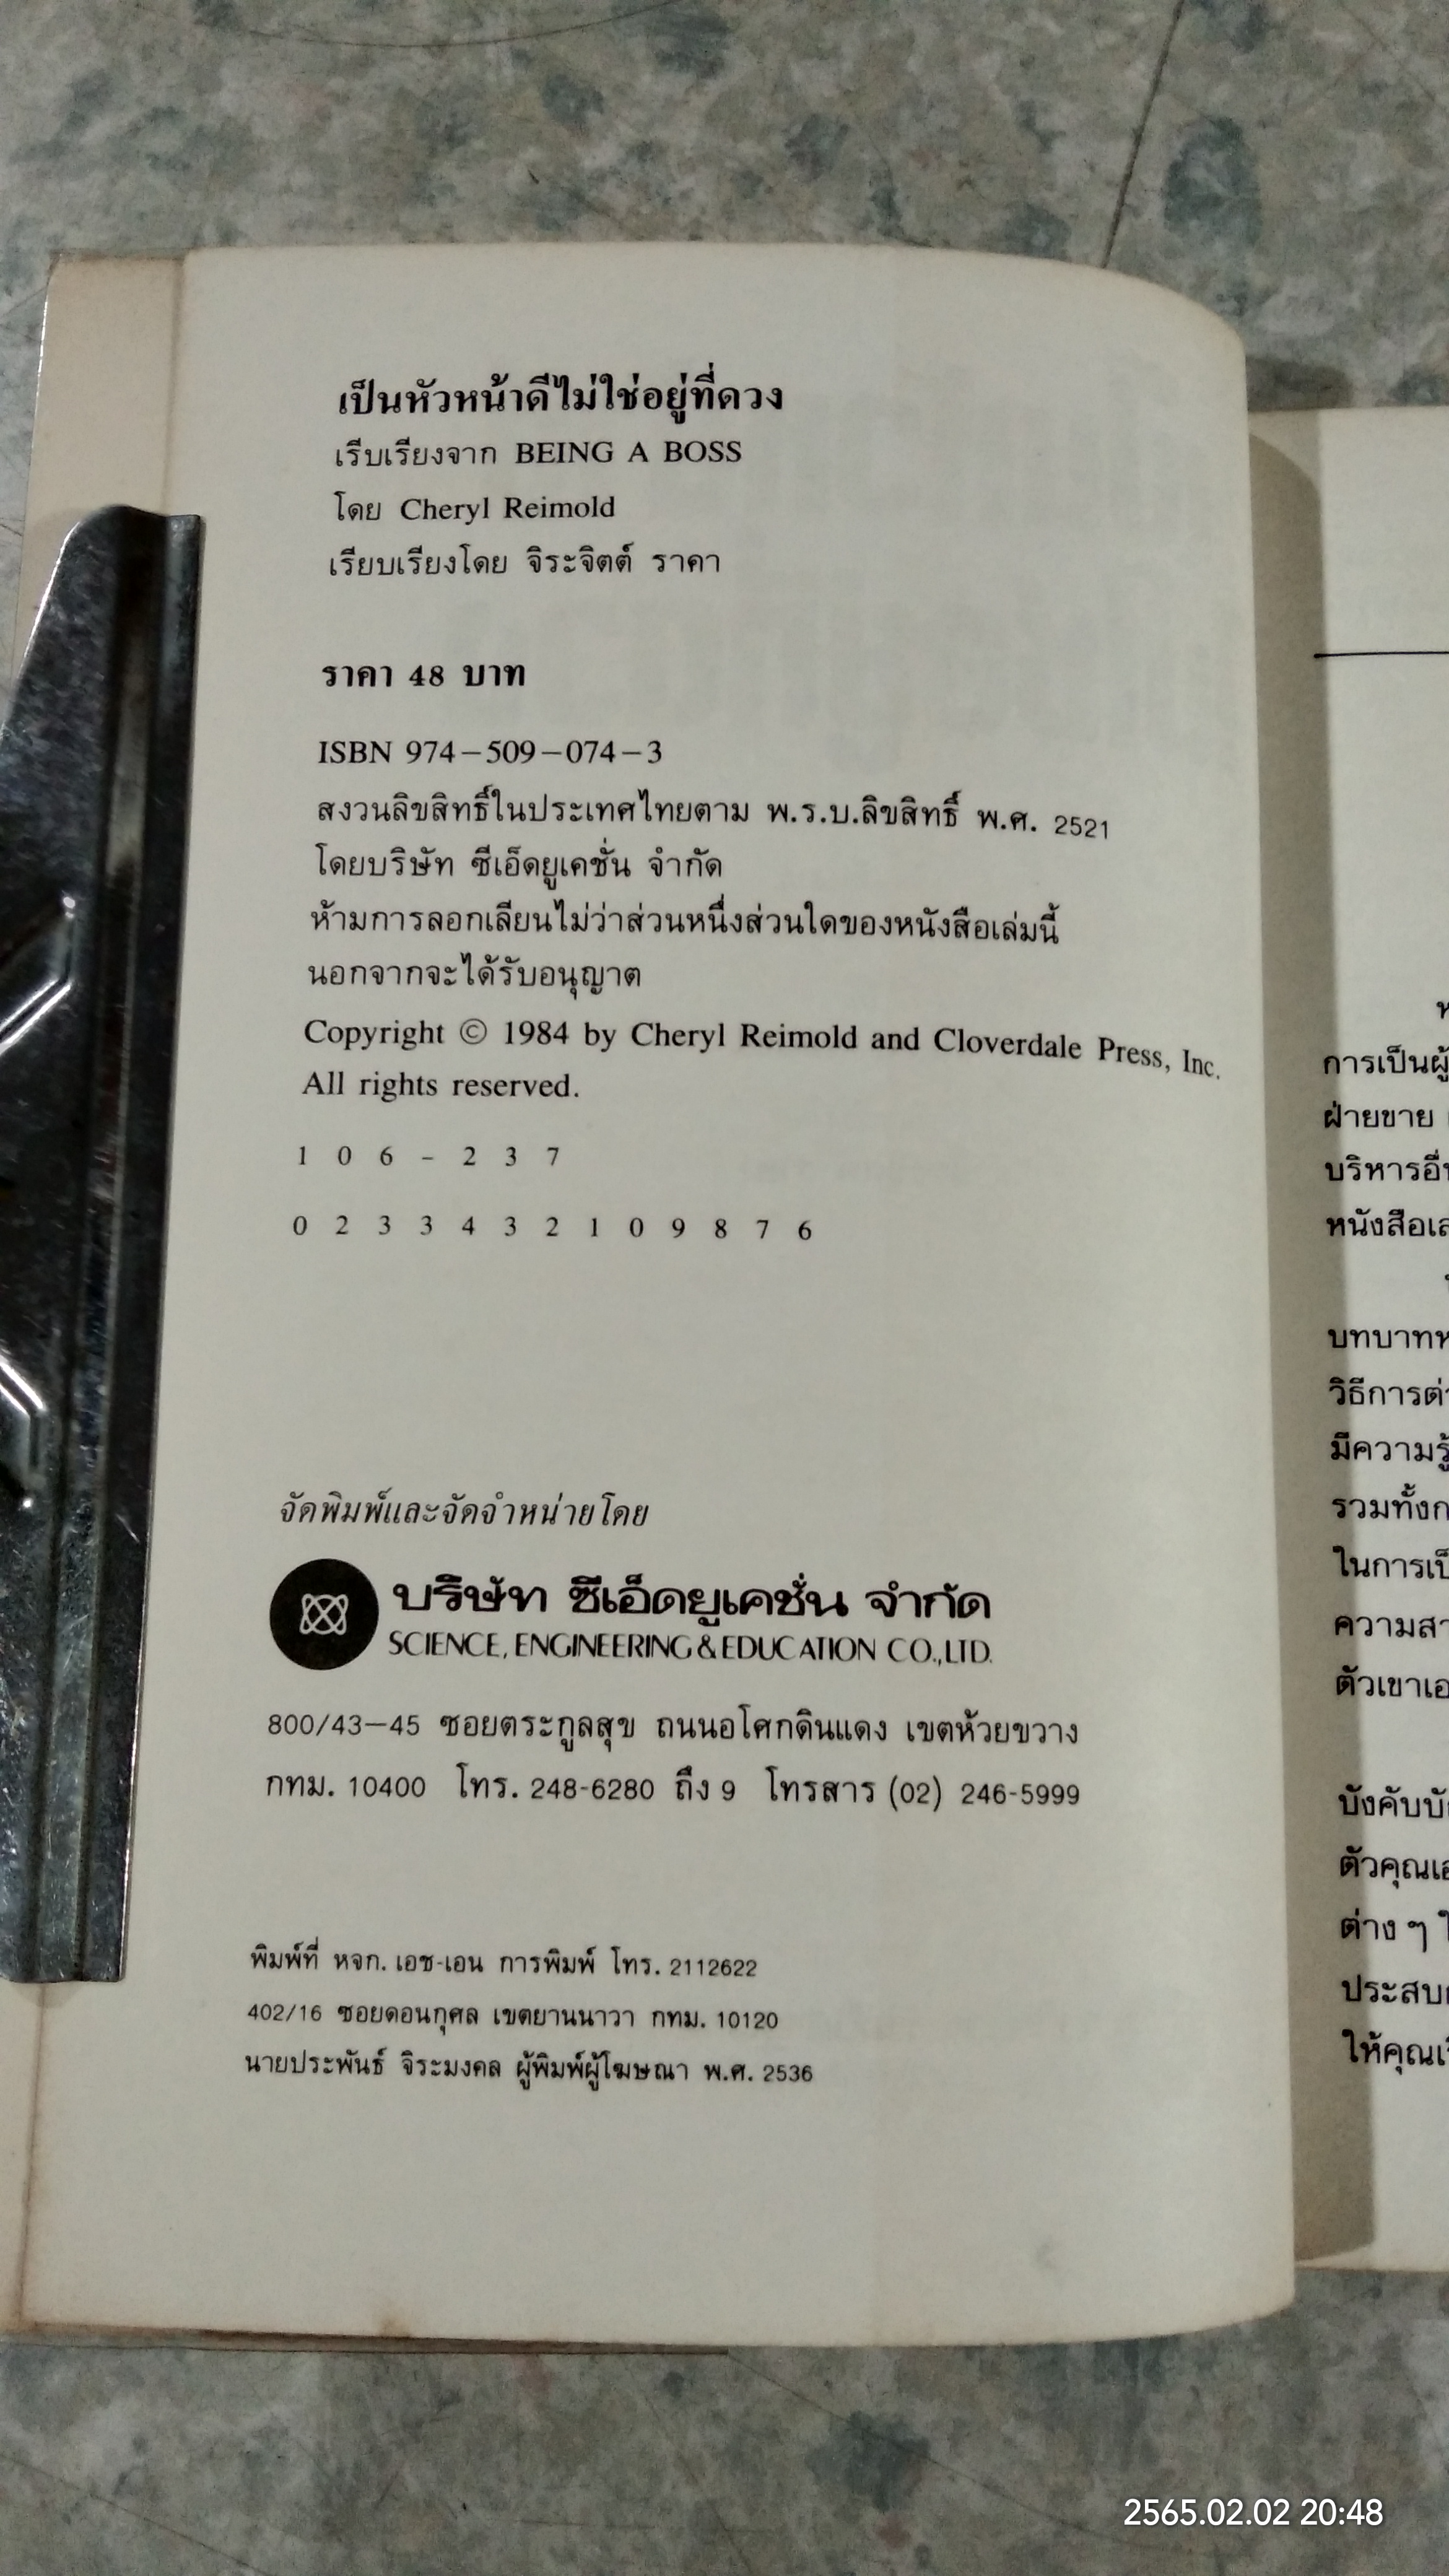 เป็นหัวหน้าดีไม่ใช่อยู่ที่ดวง
เรีบเรียงจาก BEING A BOSS
โดย Cheryl Reimold
เรียบเรียงโดย จิระจิตต์ ราคา
ราคา 48 บาท
ISBN 974-509-074-3
สงวนลิขสิทธิ์ในประเทศไทยตาม พ.ร.บ.ลิขสิทธิ์ พ.ศ. 2521
โดยบริษัท ซีเอ็ดยูเคชั่น จำกัด
ห้ามการลอกเลียนไม่ว่าส่วนหนึ่งส่วนใดของหนังสือเล่มนี้
นอกจากจะได้รับอนุญาต
Copyright © 1984 by Cheryl Reimold and Cloverdale Press, Inc.
All rights reserved.
1 0 6 - 2 3 7
0 2 3 3 4 3 2 1 0 9 8 7 6
จัดพิมพ์และจัดจำหน่ายโดย
บริษัท ซีเอ็ดยูเคชั่น จำกัด
SCIENCE, ENGINEERING & EDUCATION CO.,LTD.
800/43-45 ซอยตระกูลสุข ถนนอโศกดินแดง เขตห้วยขวาง
กทม. 10400 โทร. 248-6280 ถึง 9 โทรสาร (02) 246-5999
พิมพ์ที่ หจก. เอช-เอน การพิมพ์ โทร. 2112622
402/16 ซอยดอนกุศล เขตยานนาวา กทม. 10120
นายประพันธ์ จิระมงคล ผู้พิมพ์ผู้โฆษณา พ.ศ. 2536
การเป็นผู้
ฝ่ายขาย
บริหารอื่
หนังสือเล
บทบาทห
วิธีการต่
มีความรู้
รวมทั้งก
ในการเป็
ความสา
ตัวเขาเอ
บังคับบั
ตัวคุณเอ
ต่าง ๆ
ประสบ
ให้คุณเ
2565.02.02 20:48